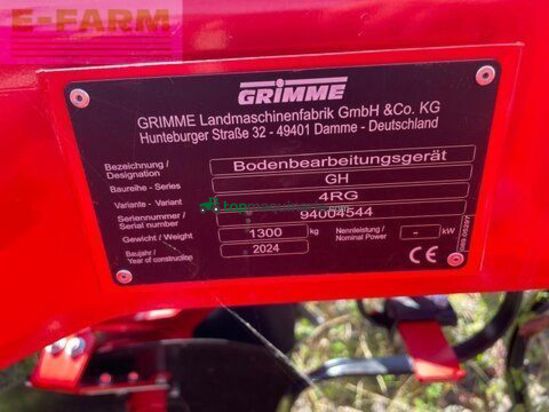 E-FARM
GRIMME
GRIMME Landmaschinenfabrik GmbH &Co. KG
Hunteburger Straße 32 - 49401 Damme - Deutschland
Bezeichnung / Designation Bodenbearbeitungsgerät
Baureihe - Series GH
Variante - Variant 4RG
Seriennummer / Serial number 94004544
Gewicht / Weight 1300 kg Nennleistung / Nominal Power - kW
Baujahr / Year of construction 2024
CE